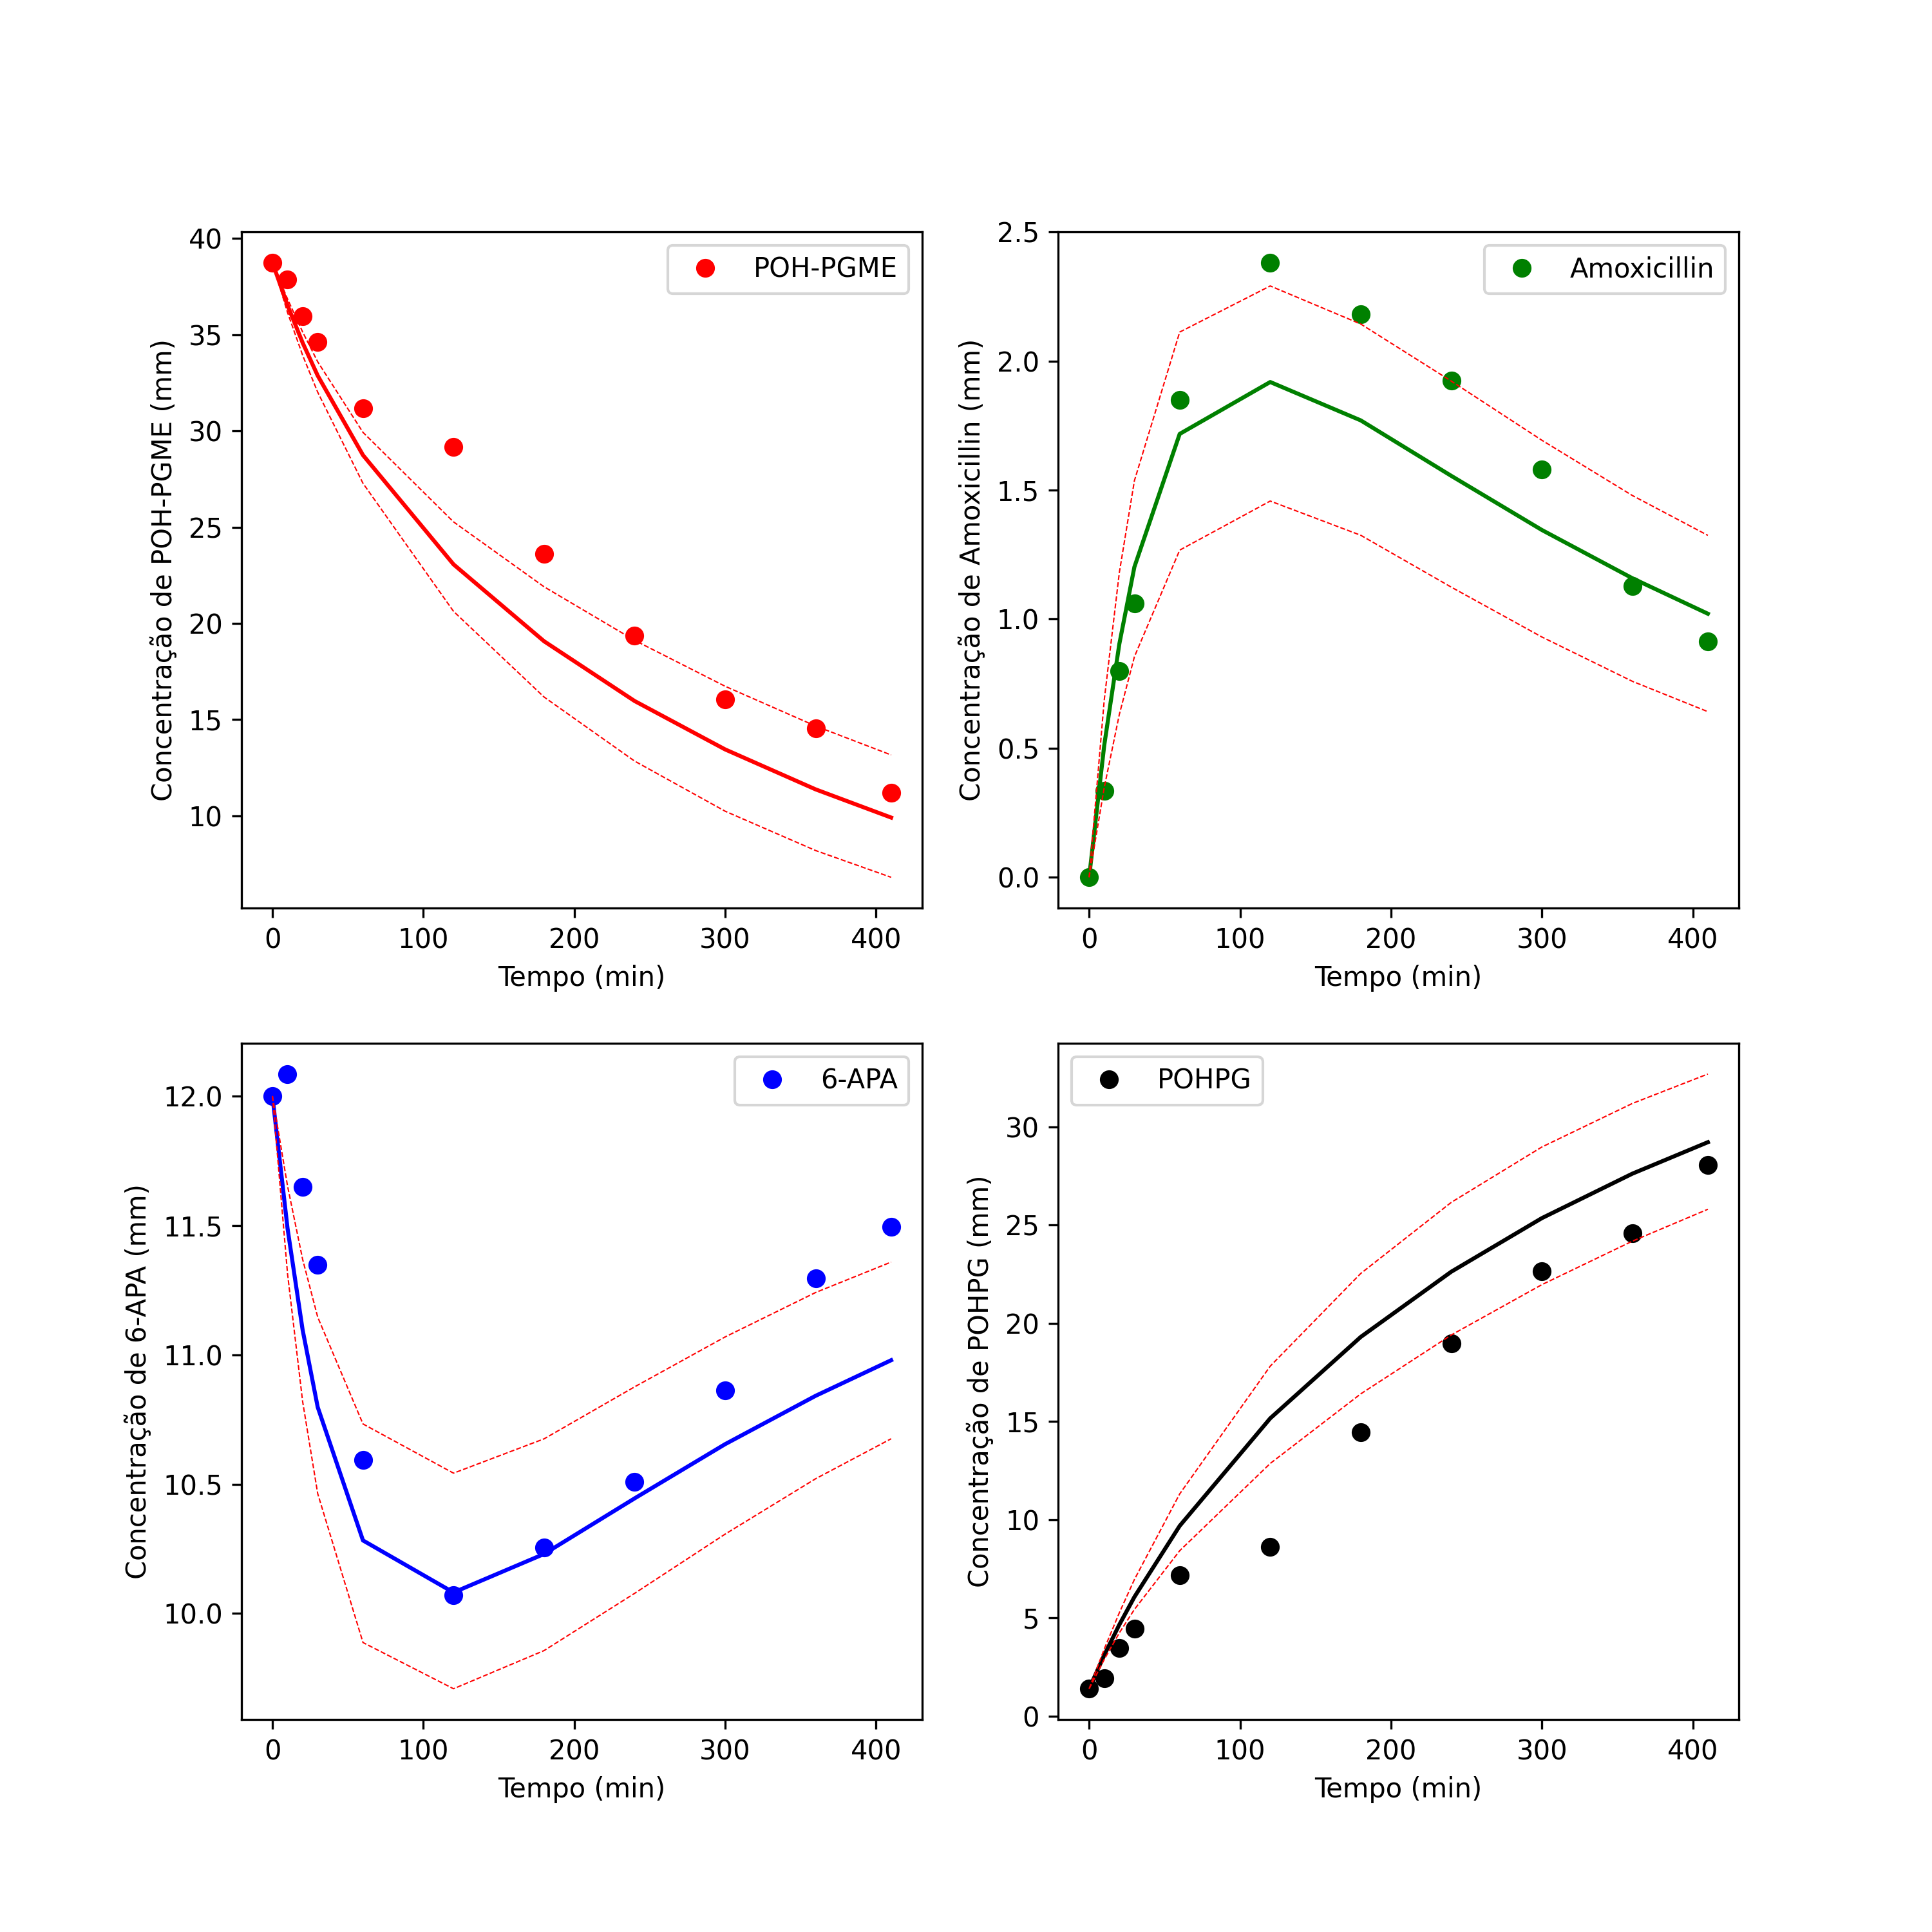 POH-PGME
40
35
30
25
20
15
10
Concentração de POH-PGME (mm)
0 100 200 300 400
Tempo (min)
Amoxicillin
2.5
2.0
1.5
1.0
0.5
0.0
Concentração de Amoxicillin (mm)
0 100 200 300 400
Tempo (min)
6-APA
12.0
11.5
11.0
10.5
10.0
Concentração de 6-APA (mm)
0 100 200 300 400
Tempo (min)
POHPG
30
25
20
15
10
5
0
Concentração de POHPG (mm)
0 100 200 300 400
Tempo (min)